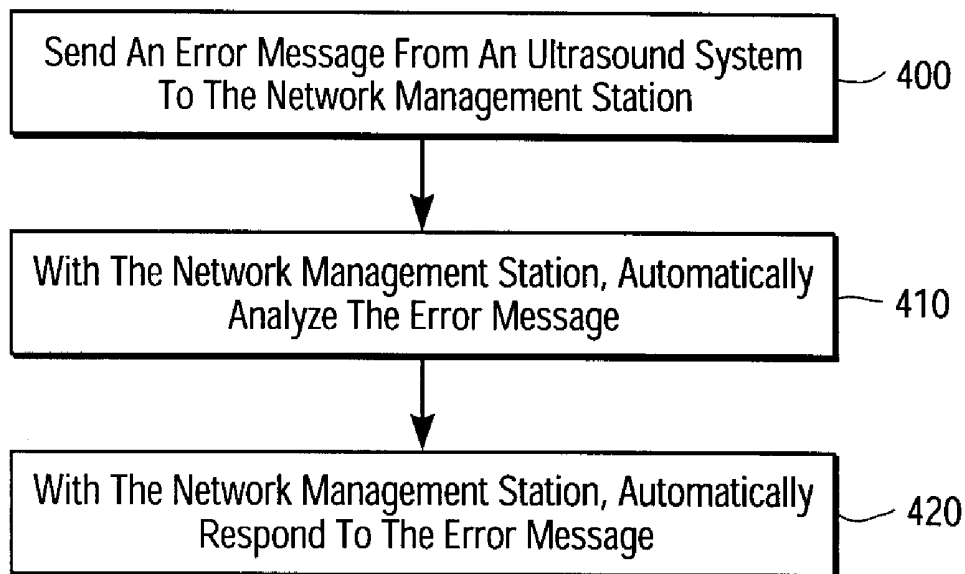 Send An Error Message From An Ultrasound System
To The Network Management Station
400
With The Network Management Station, Automatically
Analyze The Error Message
410
With The Network Management Station, Automatically
Respond To The Error Message
420